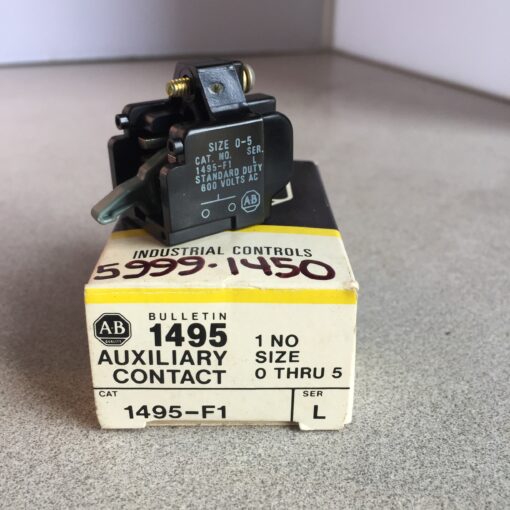 SIZE 0-5
CAT. NO. SER.
1495-F1 L
STANDARD DUTY
600 VOLTS AC
AB
INDUSTRIAL CONTROLS
5999-1450
A-B
QUALITY
BULLETIN
1495
AUXILIARY
CONTACT
1 NO
SIZE
0 THRU 5
CAT
1495-F1
SER
L